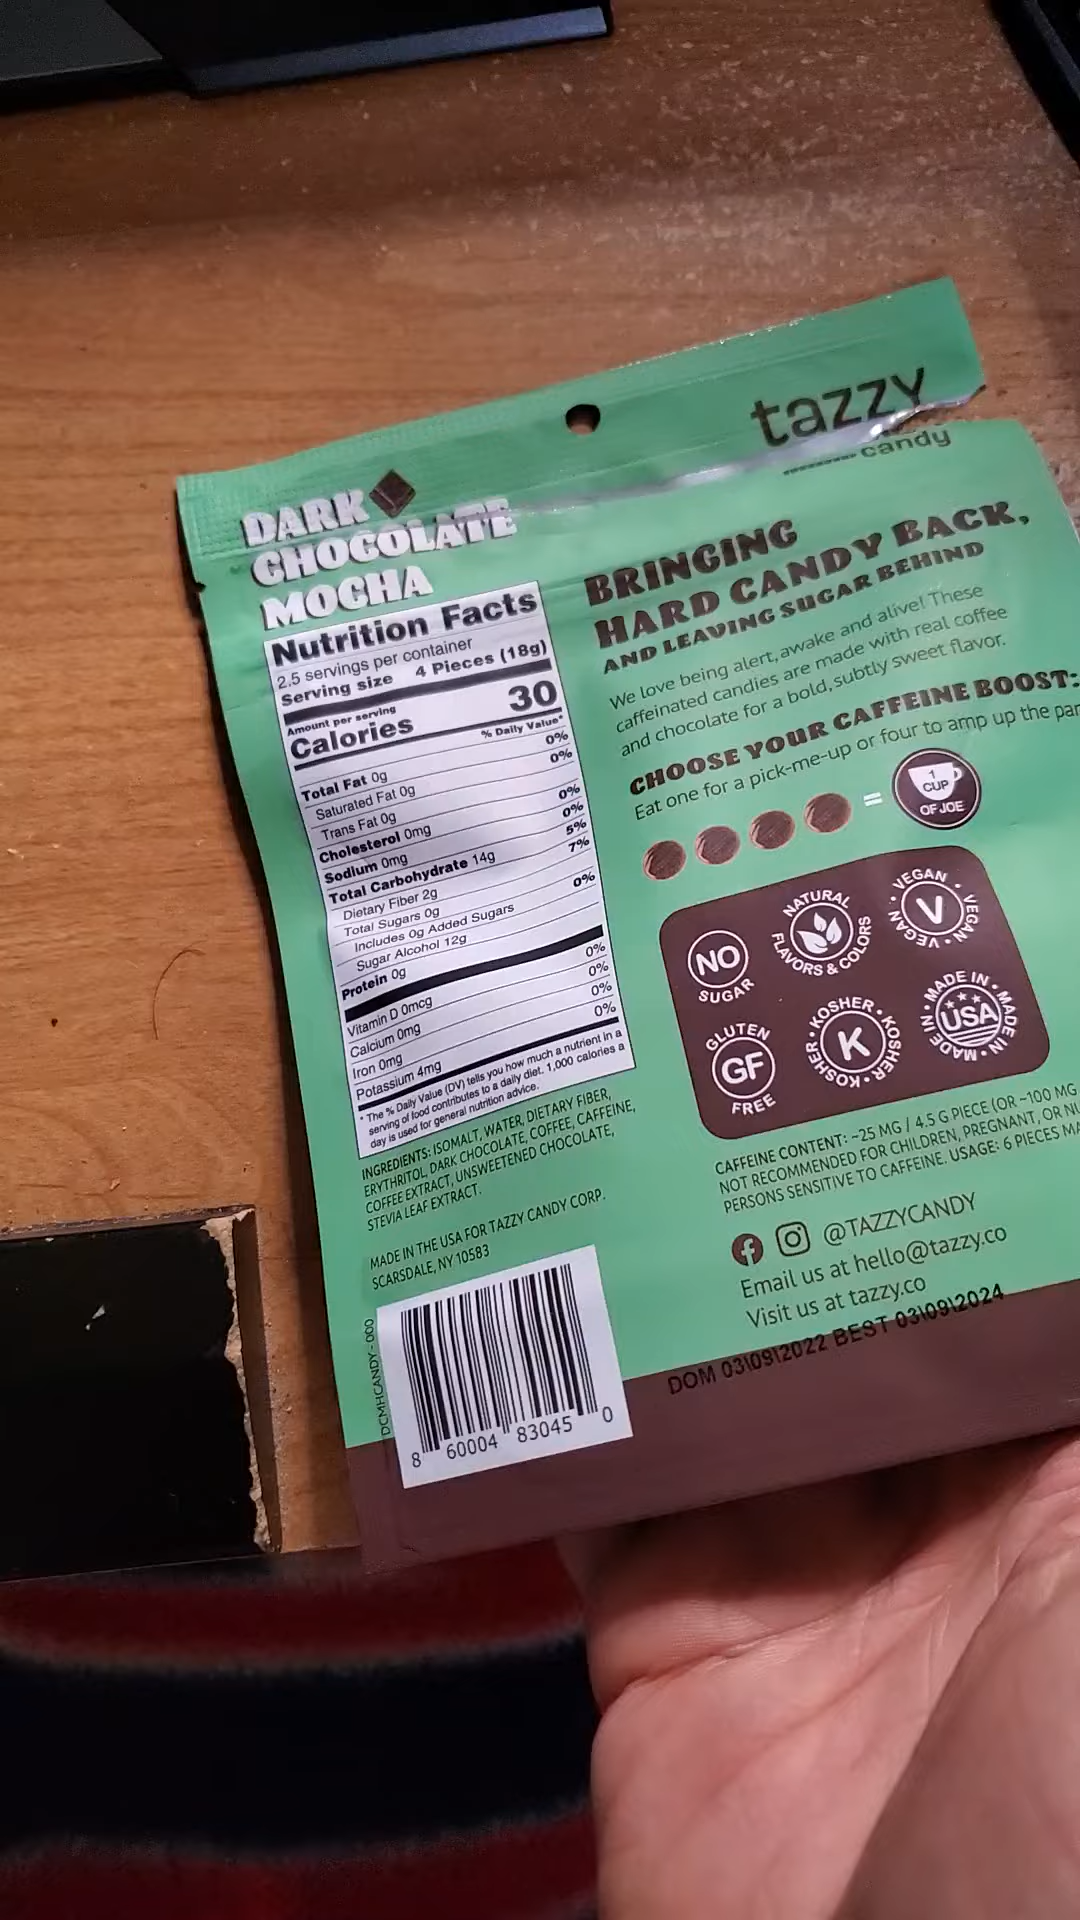 tazzy
candy
DARK
CHOCOLATE
MOCHA
Nutrition Facts
2.5 servings per container
Serving size 4 Pieces (18g)
Amount per serving
Calories 30
% Daily Value*
Total Fat 0g 0%
Saturated Fat 0g 0%
Trans Fat 0g
Cholesterol 0mg 0%
Sodium 0mg 0%
Total Carbohydrate 14g 5%
Dietary Fiber 2g 7%
Total Sugars 0g
Includes 0g Added Sugars 0%
Sugar Alcohol 12g
Protein 0g
Vitamin D 0mcg 0%
Calcium 0mg 0%
Iron 0mg 0%
Potassium 4mg 0%
* The % Daily Value (DV) tells you how much a nutrient in a
serving of food contributes to a daily diet. 1,000 calories a
day is used for general nutrition advice.
INGREDIENTS: ISOMALT, WATER, DIETARY FIBER,
ERYTHRITOL, DARK CHOCOLATE, COFFEE, CAFFEINE,
COFFEE EXTRACT, UNSWEETENED CHOCOLATE,
STEVIA LEAF EXTRACT.
MADE IN THE USA FOR TAZZY CANDY CORP.
SCARSDALE, NY 10583
DCMHCANDY - 000
8 60004 83045 0
BRINGING
HARD CANDY BACK,
AND LEAVING SUGAR BEHIND
We love being alert, awake and alive! These
caffeinated candies are made with real coffee
and chocolate for a bold, subtly sweet flavor.
CHOOSE YOUR CAFFEINE BOOST:
Eat one for a pick-me-up or four to amp up the
= 1
CUP
OF JOE
NO
SUGAR
NATURAL
FLAVORS & COLORS
VEGAN • VEGAN • VEGAN •
V
GLUTEN
GF
FREE
KOSHER • KOSHER • KOSHER •
K
MADE IN • MADE IN • MADE IN •
USA
CAFFEINE CONTENT: ~25 MG / 4.5 G PIECE (OR ~100 MG
NOT RECOMMENDED FOR CHILDREN, PREGNANT, OR
PERSONS SENSITIVE TO CAFFEINE. USAGE: 6 PIECES
@TAZZYCANDY
Email us at hello@tazzy.co
Visit us at tazzy.co
DOM 03\09\2022 BEST 03\09\2024